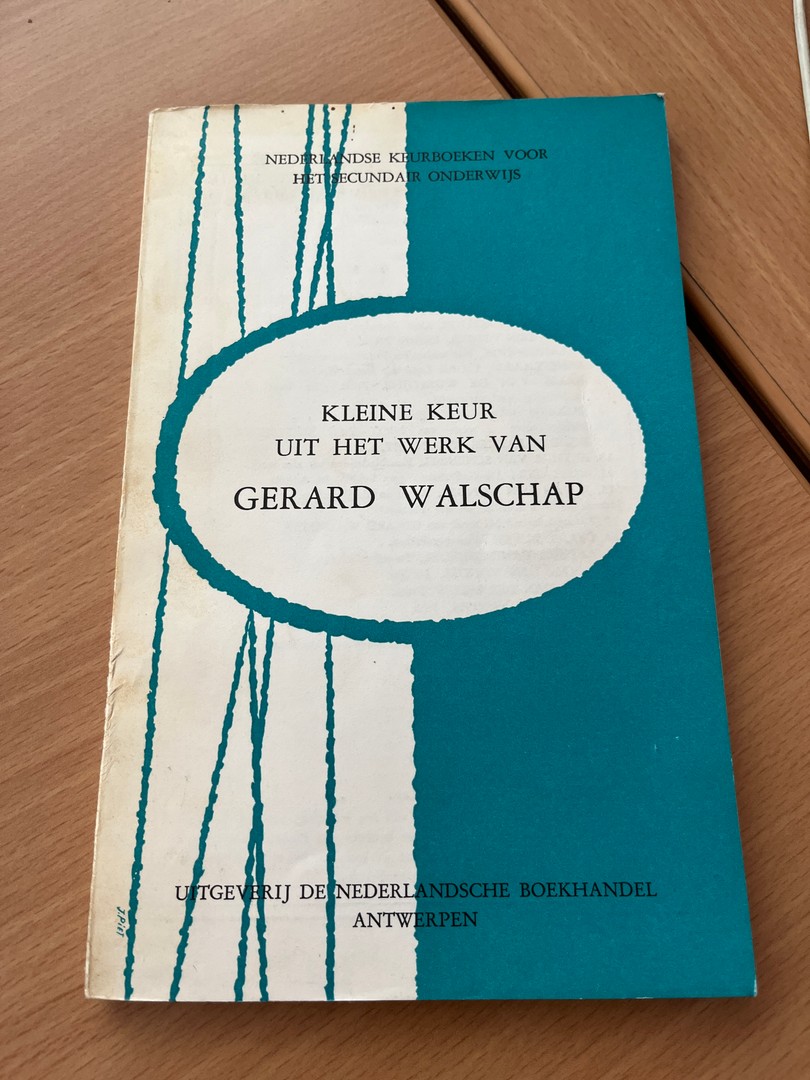 NEDERLANDSE KEURBOEKEN VOOR
HET SECUNDAIR ONDERWIJS
KLEINE KEUR
UIT HET WERK VAN
GERARD WALSCHAP
UITGEVERIJ DE NEDERLANDSCHE BOEKHANDEL
ANTWERPEN
J.PiET